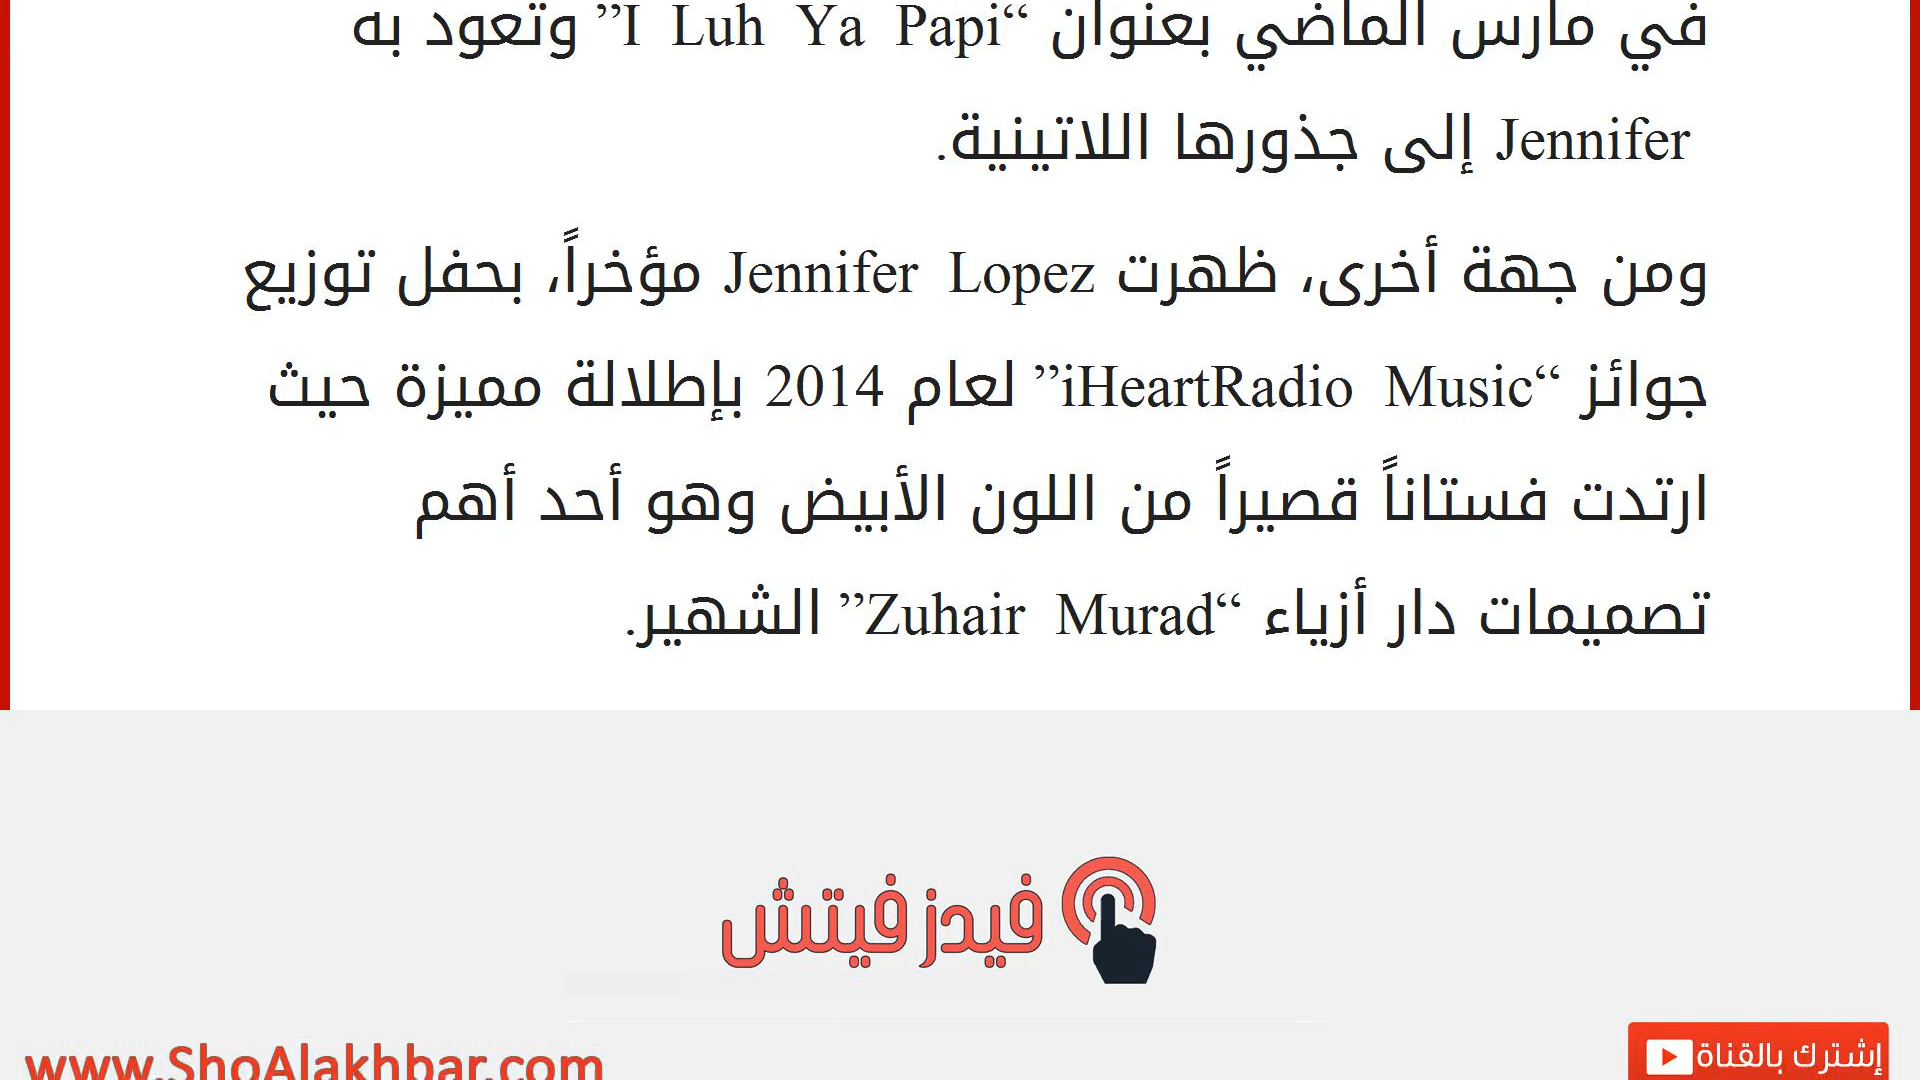 في مارس الماضي بعنوان “I Luh Ya Papi” وتعود به
Jennifer إلى جذورها اللاتينية.
ومن جهة أخرى، ظهرت Jennifer Lopez مؤخراً، بحفل توزيع
جوائز “iHeartRadio Music” لعام 2014 بإطلالة مميزة حيث
ارتدت فستاناً قصيراً من اللون الأبيض وهو أحد أهم
تصميمات دار أزياء “Zuhair Murad” الشهير.
فيدز فيتش
www.ShoAlakhbar.com
إشترك بالقناة